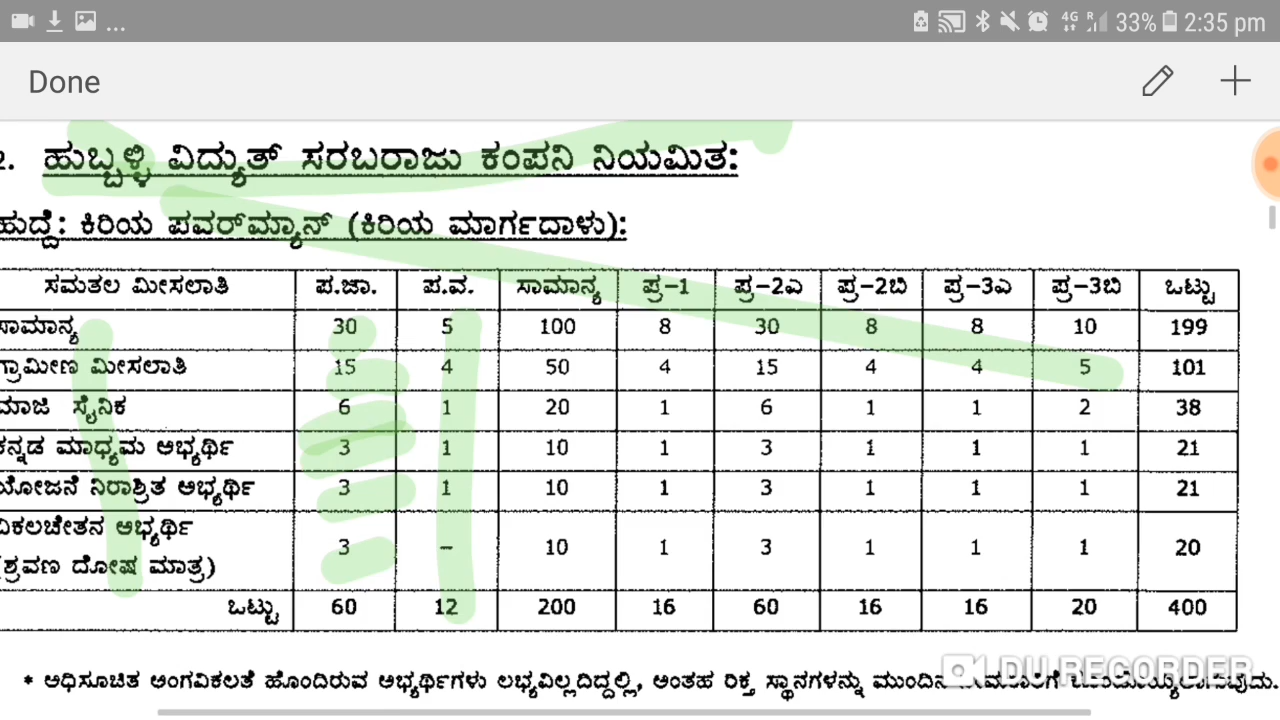 ...
4G R 33% 2:35 pm
Done
2. ಹುಬ್ಬಳ್ಳಿ ವಿದ್ಯುತ್ ಸರಬರಾಜು ಕಂಪನಿ ನಿಯಮಿತ:
ಹುದ್ದೆ: ಕಿರಿಯ ಪವರ್‌ಮ್ಯಾನ್ (ಕಿರಿಯ ಮಾರ್ಗದಾಳು):
ಸಮತಲ ಮೀಸಲಾತಿ ಪ.ಜಾ. ಪ.ವ. ಸಾಮಾನ್ಯ ಪ್ರ-1 ಪ್ರ-2ಎ ಪ್ರ-2ಬಿ ಪ್ರ-3ಎ ಪ್ರ-3ಬಿ ಒಟ್ಟು
ಸಾಮಾನ್ಯ 30 5 100 8 30 8 8 10 199
ಗ್ರಾಮೀಣ ಮೀಸಲಾತಿ 15 4 50 4 15 4 4 5 101
ಮಾಜಿ ಸೈನಿಕ 6 1 20 1 6 1 1 2 38
ಕನ್ನಡ ಮಾಧ್ಯಮ ಅಭ್ಯರ್ಥಿ 3 1 10 1 3 1 1 1 21
ಯೋಜನೆ ನಿರಾಶ್ರಿತ ಅಭ್ಯರ್ಥಿ 3 1 10 1 3 1 1 1 21
ವಿಕಲಚೇತನ ಅಭ್ಯರ್ಥಿ
(ಶ್ರವಣ ದೋಷ ಮಾತ್ರ) 3 - 10 1 3 1 1 1 20
ಒಟ್ಟು 60 12 200 16 60 16 16 20 400
* ಅಧಿಸೂಚಿತ ಅಂಗವಿಕಲತೆ ಹೊಂದಿರುವ ಅಭ್ಯರ್ಥಿಗಳು ಲಭ್ಯವಿಲ್ಲದಿದ್ದಲ್ಲಿ, ಅಂತಹ ರಿಕ್ತ ಸ್ಥಾನಗಳನ್ನು
DU RECORDER